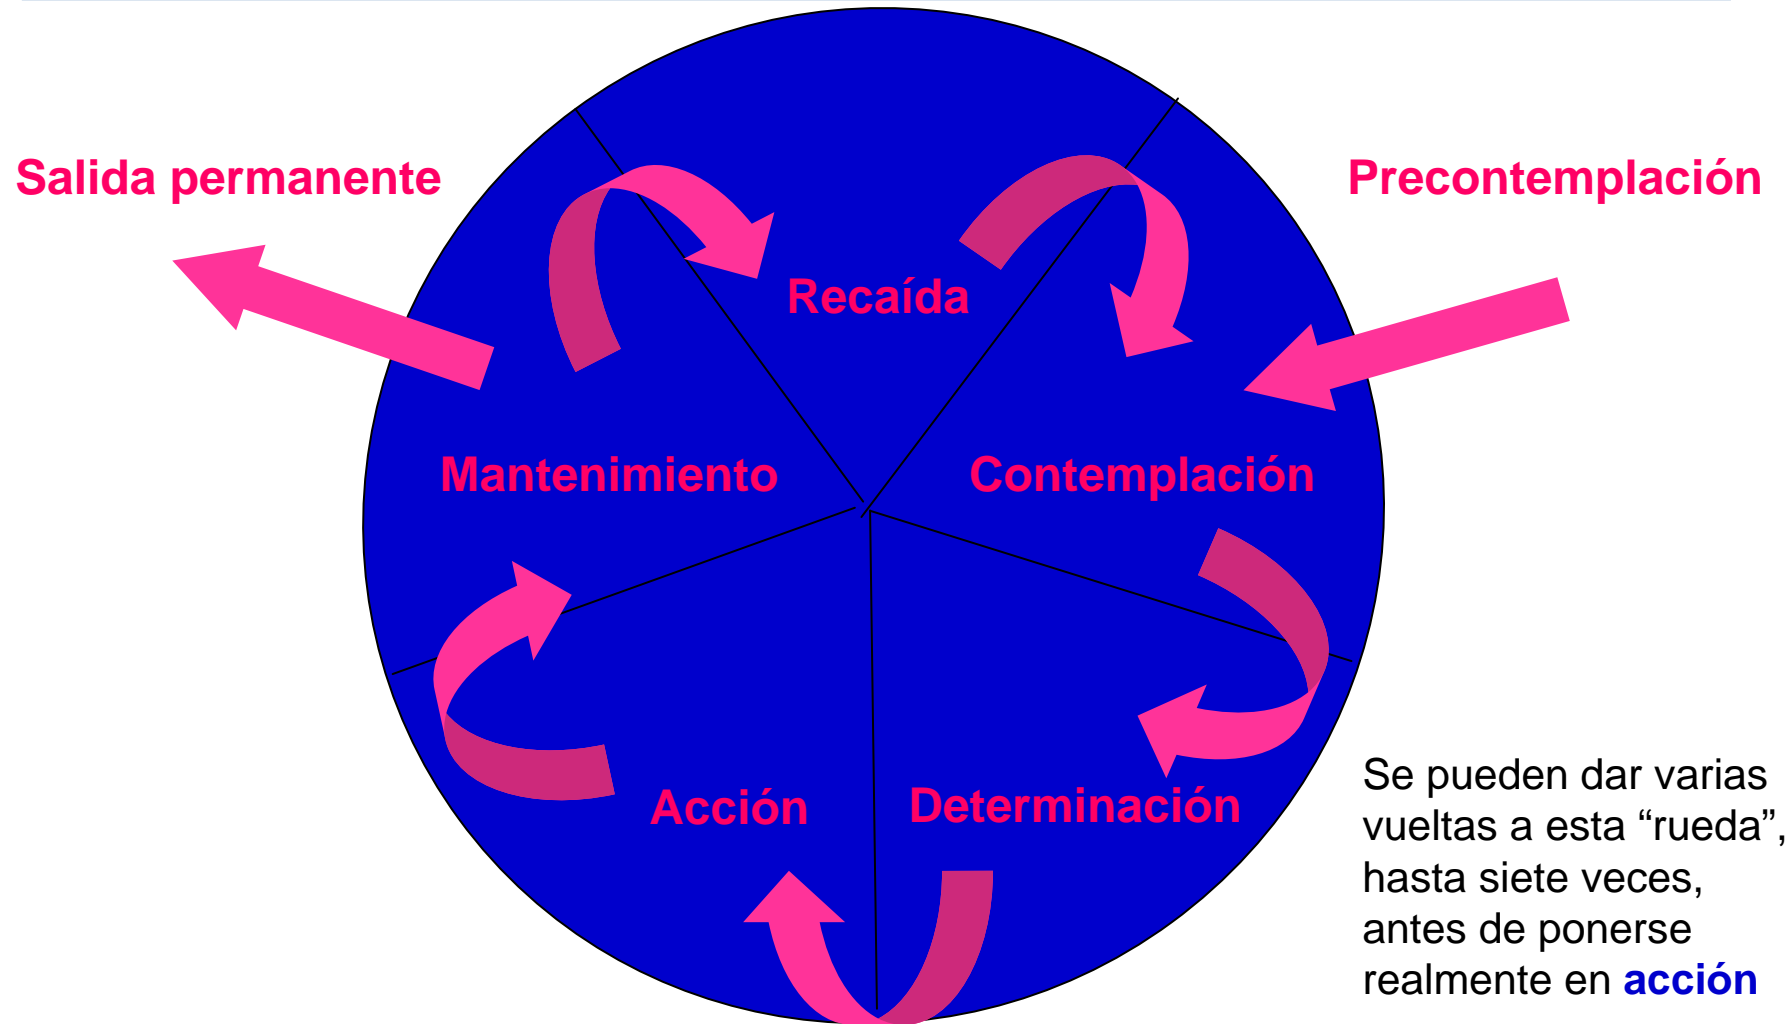 Salida permanente
Precontemplación
Recaída
Mantenimiento
Contemplación
Acción
Determinación
Se pueden dar varias
vueltas a esta “rueda”,
hasta siete veces,
antes de ponerse
realmente en acción